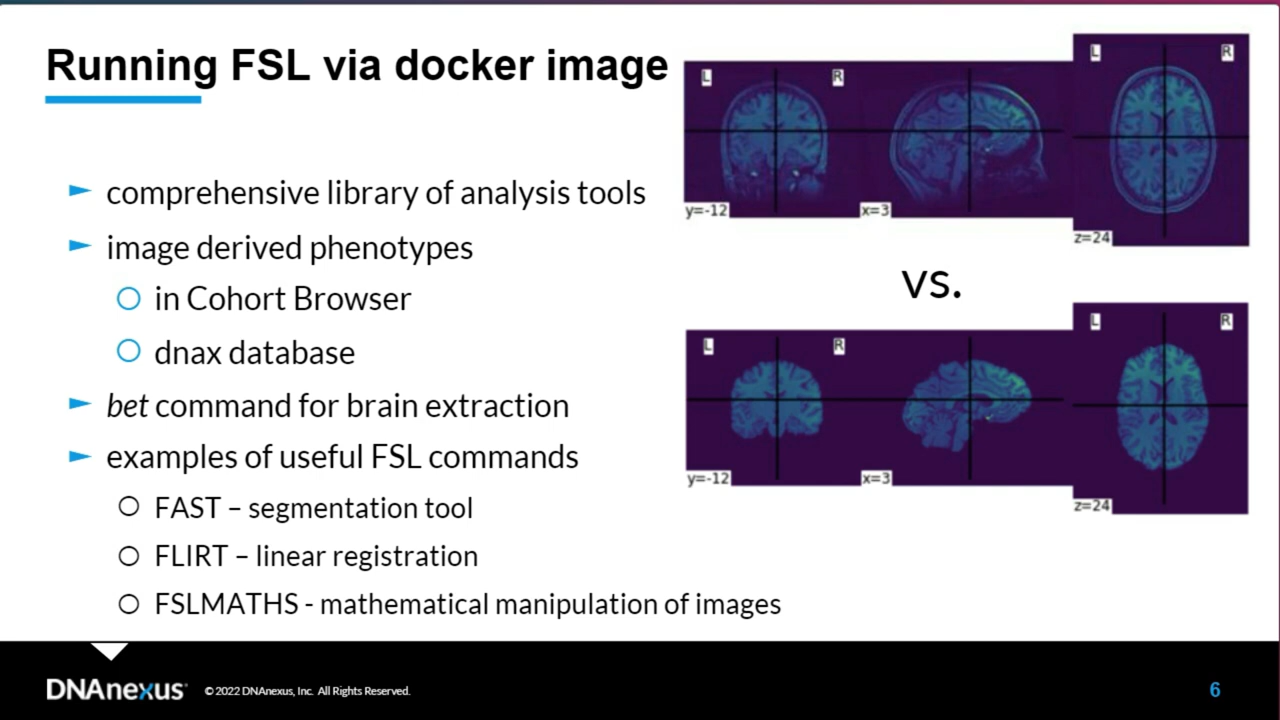 Running FSL via docker image
comprehensive library of analysis tools
image derived phenotypes
in Cohort Browser
dnax database
bet command for brain extraction
examples of useful FSL commands
FAST – segmentation tool
FLIRT – linear registration
FSLMATHS - mathematical manipulation of images
L R L R
y=-12 x=3
z=24
vs.
L R L R
y=-12 x=3
z=24
DNAnexus © 2022 DNAnexus, Inc. All Rights Reserved. 6